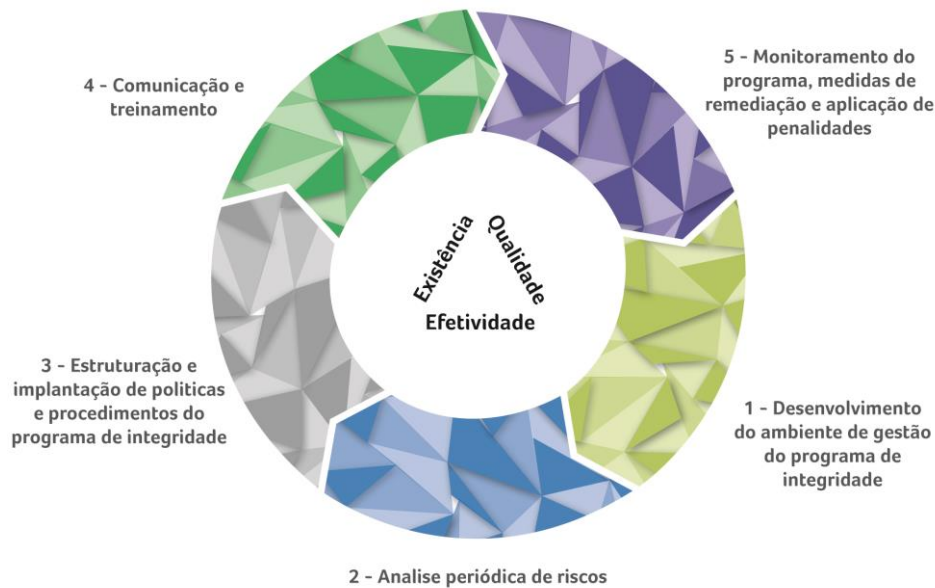 4 - Comunicação e
treinamento
5 - Monitoramento do
programa, medidas de
remediação e aplicação de
penalidades
Existência
Qualidade
Efetividade
3 - Estruturação e
implantação de politicas
e procedimentos do
programa de integridade
1 - Desenvolvimento
do ambiente de gestão
do programa de
integridade
2 - Analise periódica de riscos